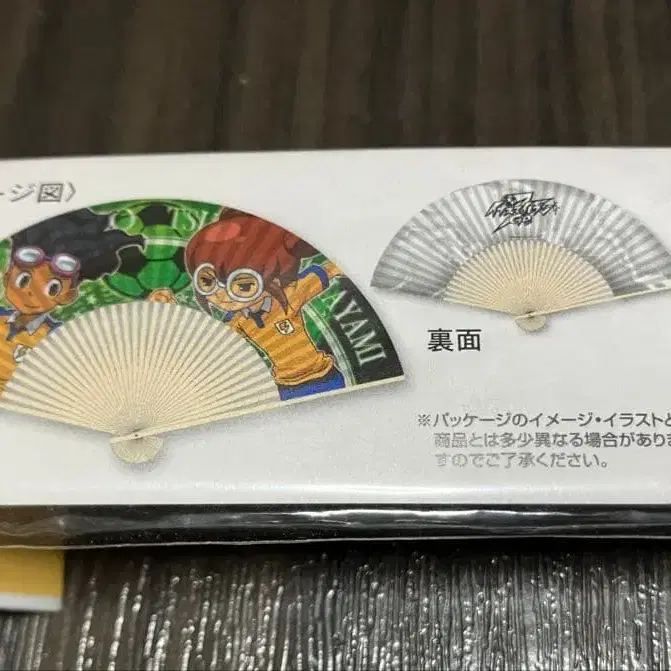 ージ図〉
TSU
AYAMI
裏面
※パッケージのイメージ・イラストと
商品とは多少異なる場合があり
すのでご了承ください。